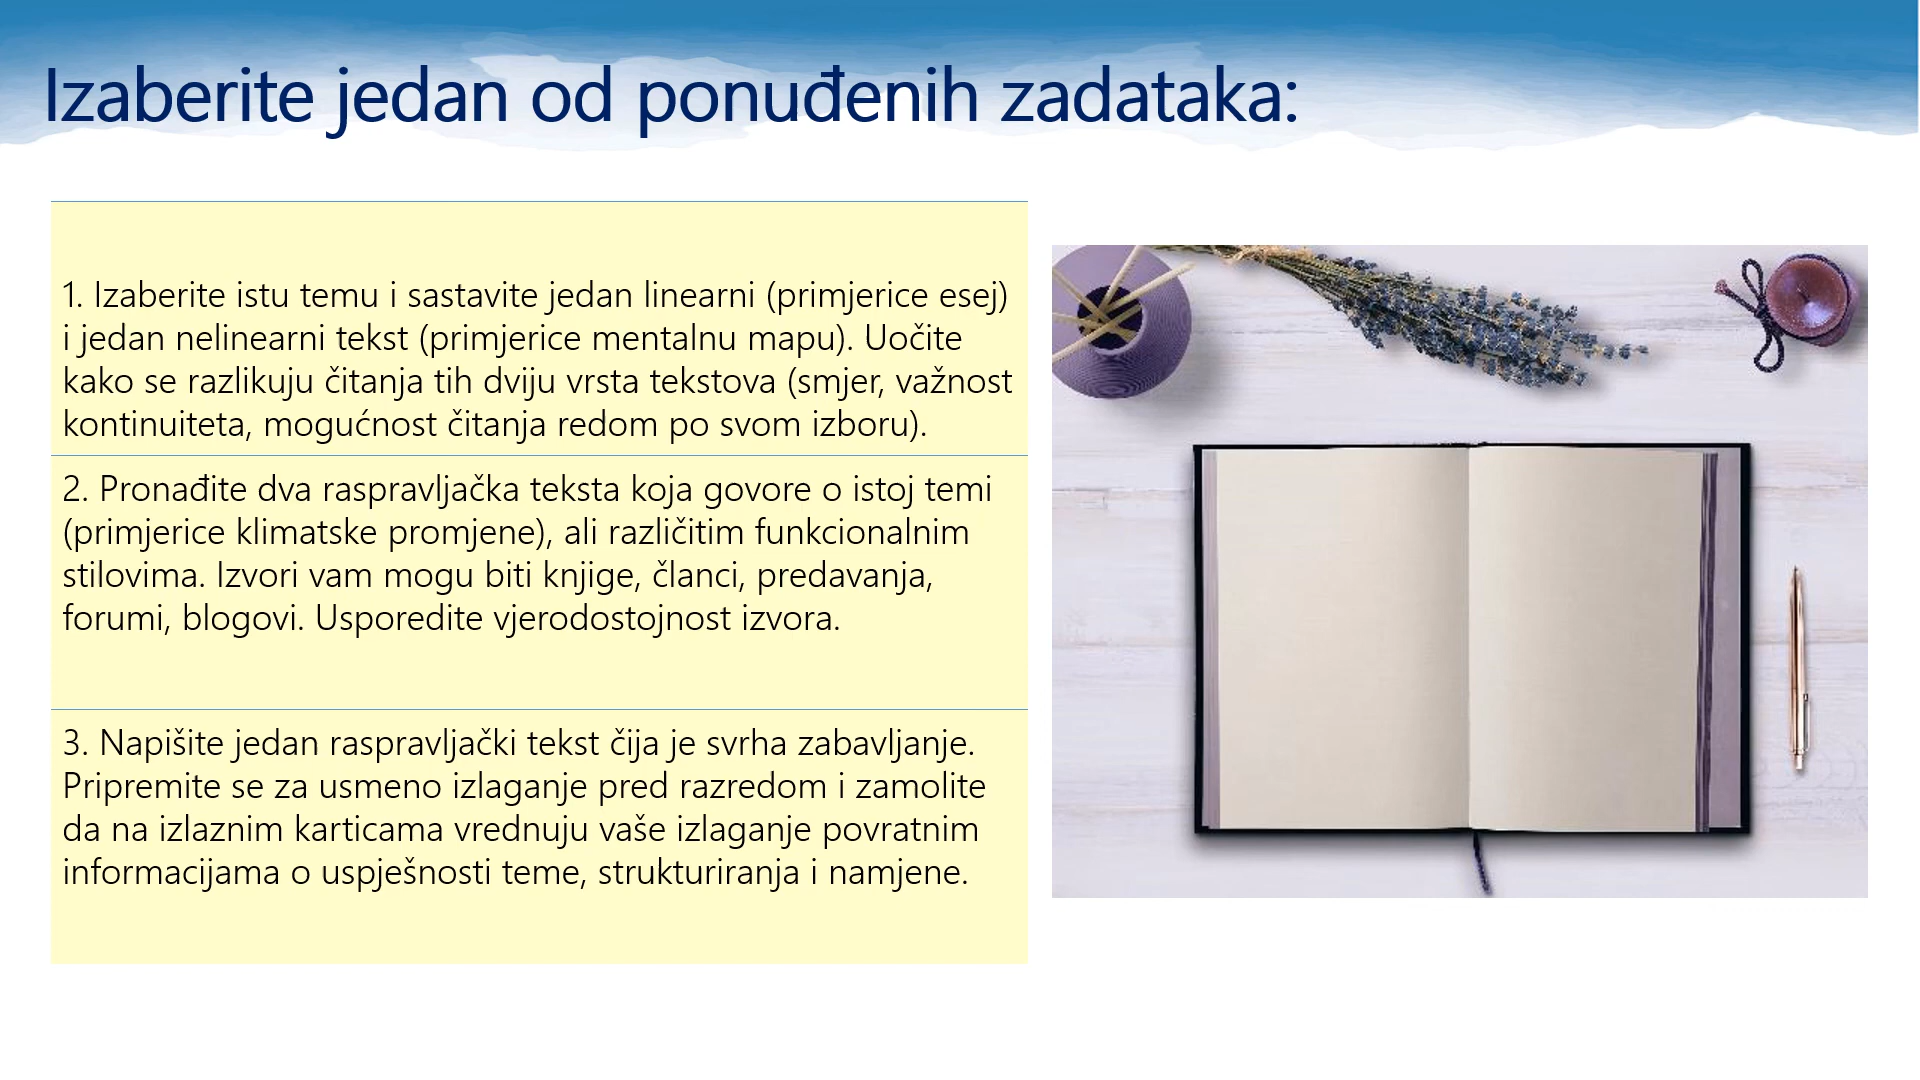 Izaberite jedan od ponuđenih zadataka:
1. Izaberite istu temu i sastavite jedan linearni (primjerice esej)
i jedan nelinearni tekst (primjerice mentalnu mapu). Uočite
kako se razlikuju čitanja tih dviju vrsta tekstova (smjer, važnost
kontinuiteta, mogućnost čitanja redom po svom izboru).
2. Pronađite dva raspravljačka teksta koja govore o istoj temi
(primjerice klimatske promjene), ali različitim funkcionalnim
stilovima. Izvori vam mogu biti knjige, članci, predavanja,
forumi, blogovi. Usporedite vjerodostojnost izvora.
3. Napišite jedan raspravljački tekst čija je svrha zabavljanje.
Pripremite se za usmeno izlaganje pred razredom i zamolite
da na izlaznim karticama vrednuju vaše izlaganje povratnim
informacijama o uspješnosti teme, strukturiranja i namjene.